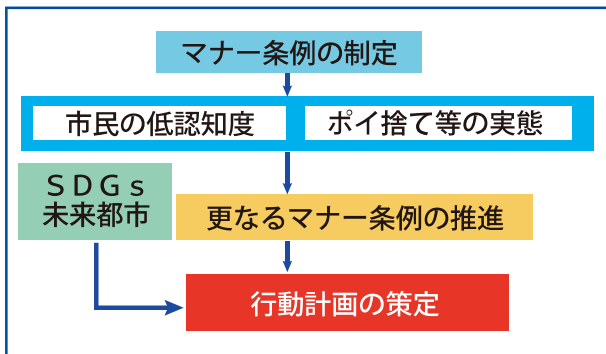 マナー条例の制定
市民の低認知度
ポイ捨て等の実態
ＳＤＧｓ
未来都市
更なるマナー条例の推進
行動計画の策定